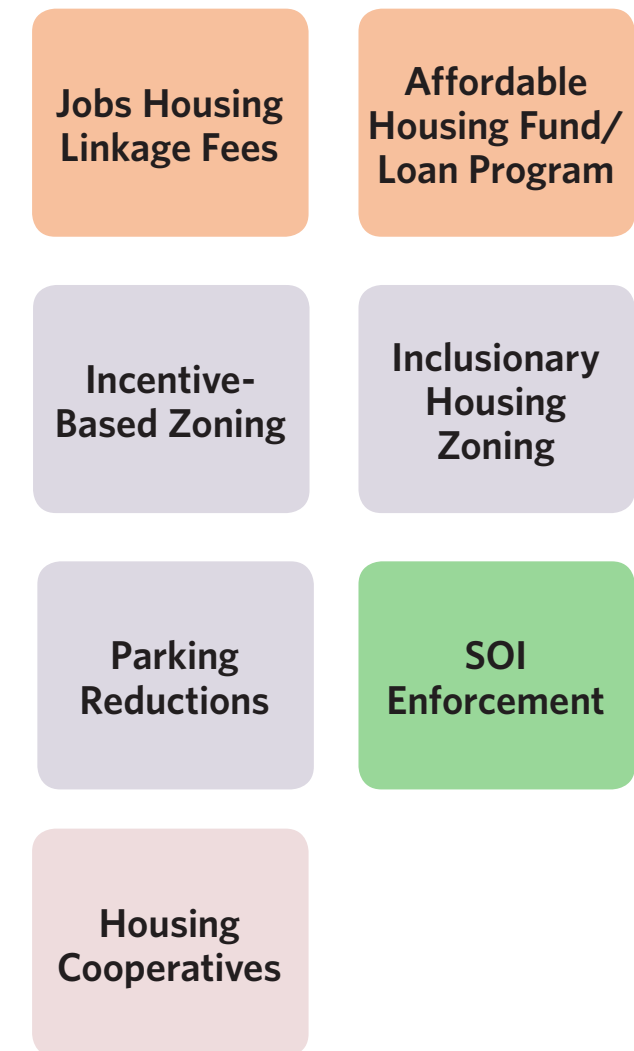 Jobs Housing
Linkage Fees
Affordable
Housing Fund/
Loan Program
Incentive-
Based Zoning
Inclusionary
Housing
Zoning
Parking
Reductions
SOI
Enforcement
Housing
Cooperatives